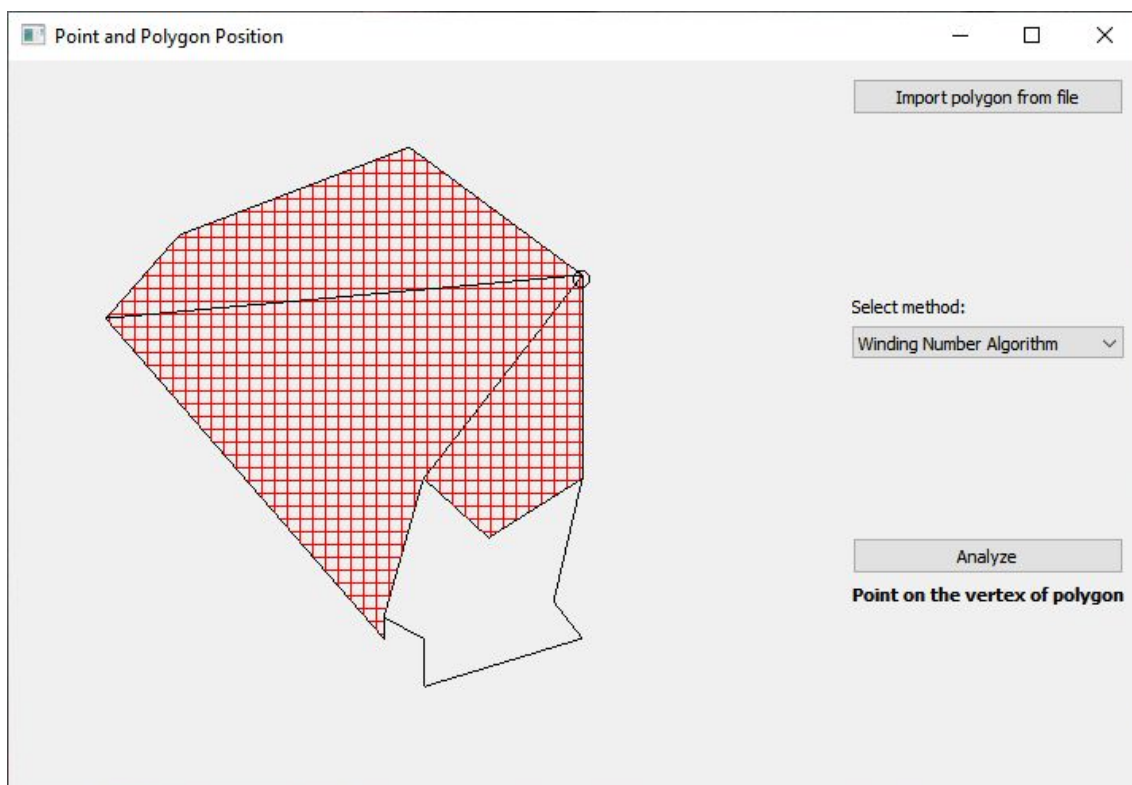 Point and Polygon Position
Import polygon from file
Select method:
Winding Number Algorithm
Analyze
Point on the vertex of polygon